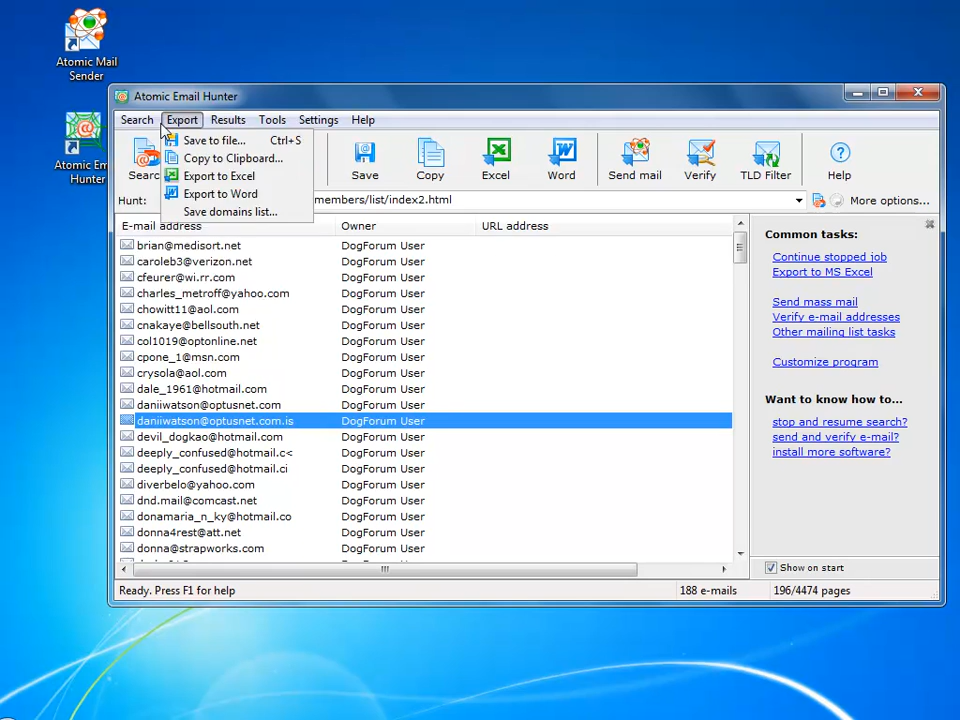 Atomic Mail
Sender
Atomic Em
Hunter
Atomic Email Hunter
Search Export Results Tools Settings Help
Save to file... Ctrl+S
Copy to Clipboard...
Export to Excel
Export to Word
Save domains list...
Searc Save Copy Excel Word Send mail Verify TLD Filter Help
Hunt: members/list/index2.html More options...
E-mail address Owner URL address
brian@medisort.net DogForum User
caroleb3@verizon.net DogForum User
cfeurer@wi.rr.com DogForum User
charles_metroff@yahoo.com DogForum User
chowitt11@aol.com DogForum User
cnakaye@bellsouth.net DogForum User
col1019@optonline.net DogForum User
cpone_1@msn.com DogForum User
crysola@aol.com DogForum User
dale_1961@hotmail.com DogForum User
daniiwatson@optusnet.com DogForum User
daniiwatson@optusnet.com.is DogForum User
devil_dogkao@hotmail.com DogForum User
deeply_confused@hotmail.c< DogForum User
deeply_confused@hotmail.ci DogForum User
diverbelo@yahoo.com DogForum User
dnd.mail@comcast.net DogForum User
donamaria_n_ky@hotmail.co DogForum User
donna4rest@att.net DogForum User
donna@strapworks.com DogForum User
Common tasks:
Continue stopped job
Export to MS Excel
Send mass mail
Verify e-mail addresses
Other mailing list tasks
Customize program
Want to know how to...
stop and resume search?
send and verify e-mail?
install more software?
Show on start
Ready. Press F1 for help 188 e-mails 196/4474 pages